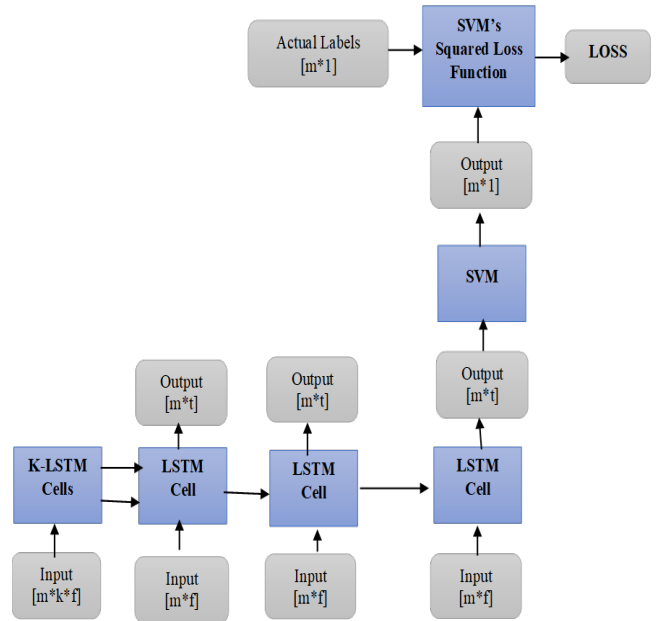 Actual Labels
[m*1]
SVM's
Squared Loss
Function
LOSS
Output
[m*1]
SVM
Output
[m*t]
Output
[m*t]
Output
[m*t]
K-LSTM
Cells
LSTM
Cell
LSTM
Cell
LSTM
Cell
Input
[m*k*f]
Input
[m*f]
Input
[m*f]
Input
[m*f]